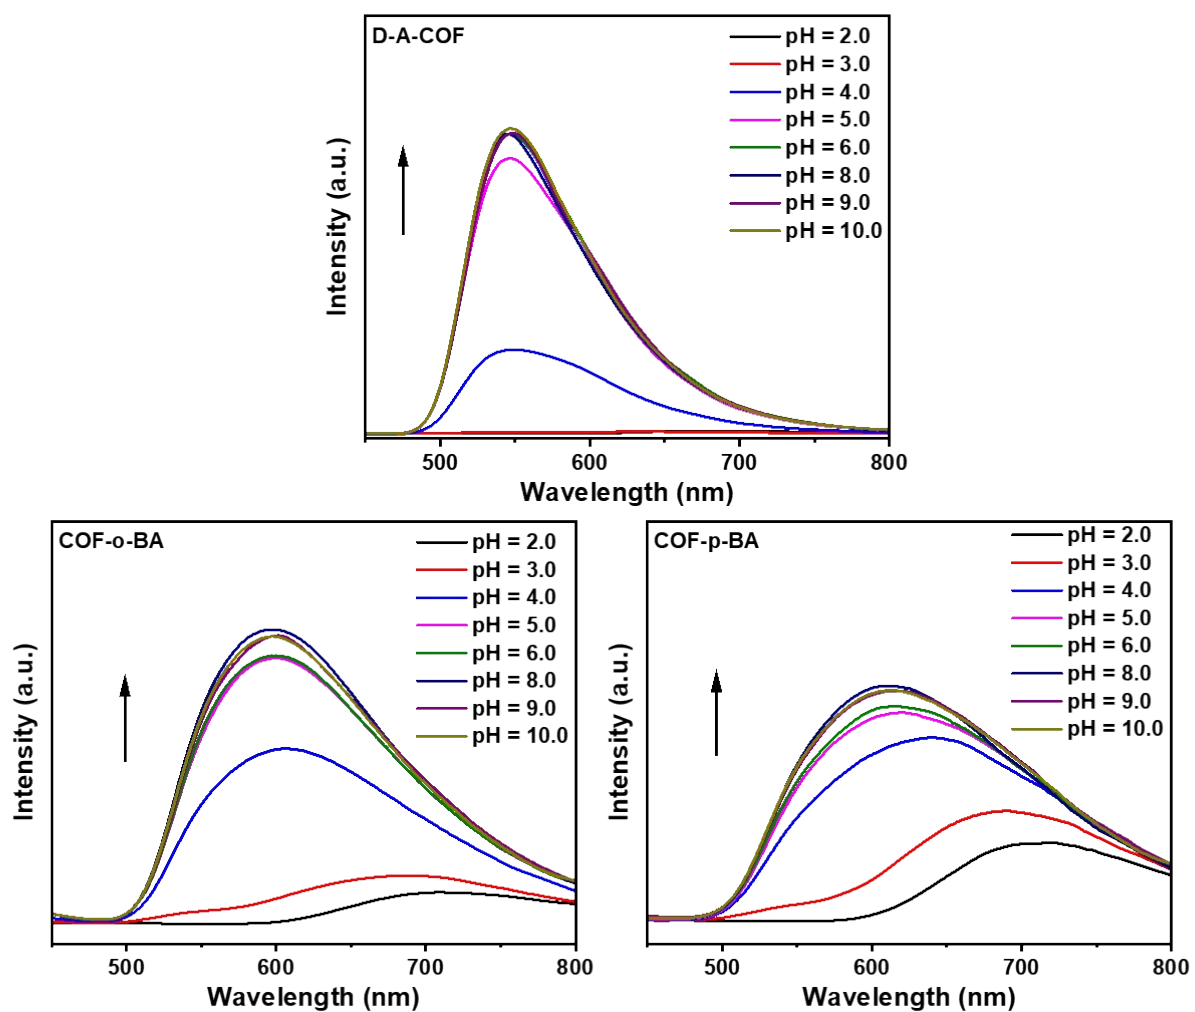 D-A-COF
pH = 2.0
pH = 3.0
pH = 4.0
pH = 5.0
pH = 6.0
pH = 8.0
pH = 9.0
pH = 10.0
Intensity (a.u.)
500 600 700 800
Wavelength (nm)
COF-o-BA
pH = 2.0
pH = 3.0
pH = 4.0
pH = 5.0
pH = 6.0
pH = 8.0
pH = 9.0
pH = 10.0
Intensity (a.u.)
500 600 700 800
Wavelength (nm)
COF-p-BA
pH = 2.0
pH = 3.0
pH = 4.0
pH = 5.0
pH = 6.0
pH = 8.0
pH = 9.0
pH = 10.0
Intensity (a.u.)
500 600 700 800
Wavelength (nm)